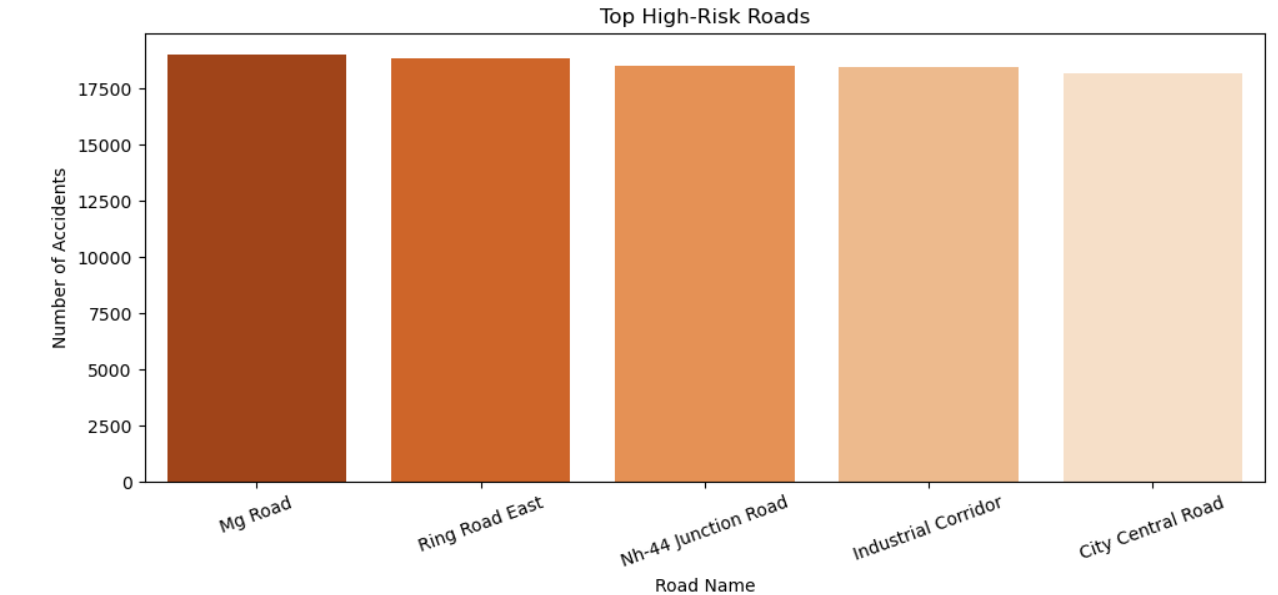 Top High-Risk Roads
Number of Accidents
17500
15000
12500
10000
7500
5000
2500
0
Mg Road
Ring Road East
Nh-44 Junction Road
Industrial Corridor
City Central Road
Road Name